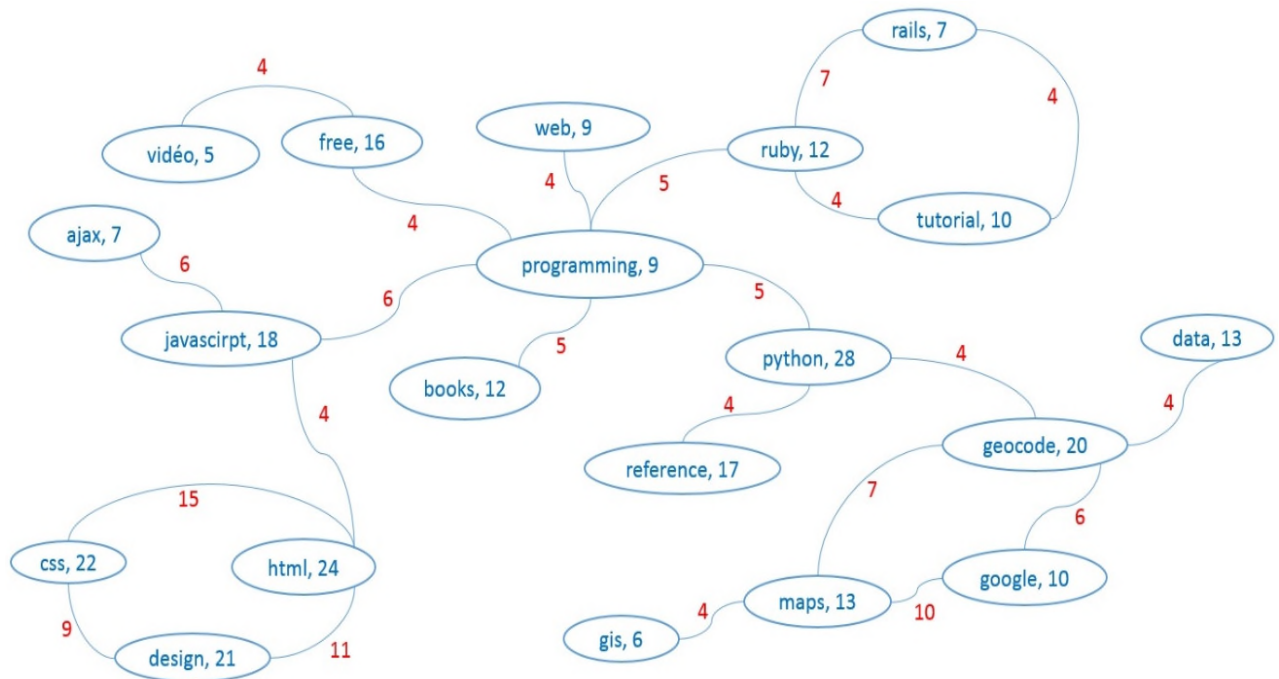 rails, 7
4
7
4
vidéo, 5
free, 16
web, 9
ruby, 12
4
5
4
4
tutorial, 10
ajax, 7
6
programming, 9
6
5
javascirpt, 18
5
books, 12
python, 28
4
data, 13
4
4
4
reference, 17
geocode, 20
15
7
6
css, 22
html, 24
google, 10
maps, 13
10
4
gis, 6
9
11
design, 21